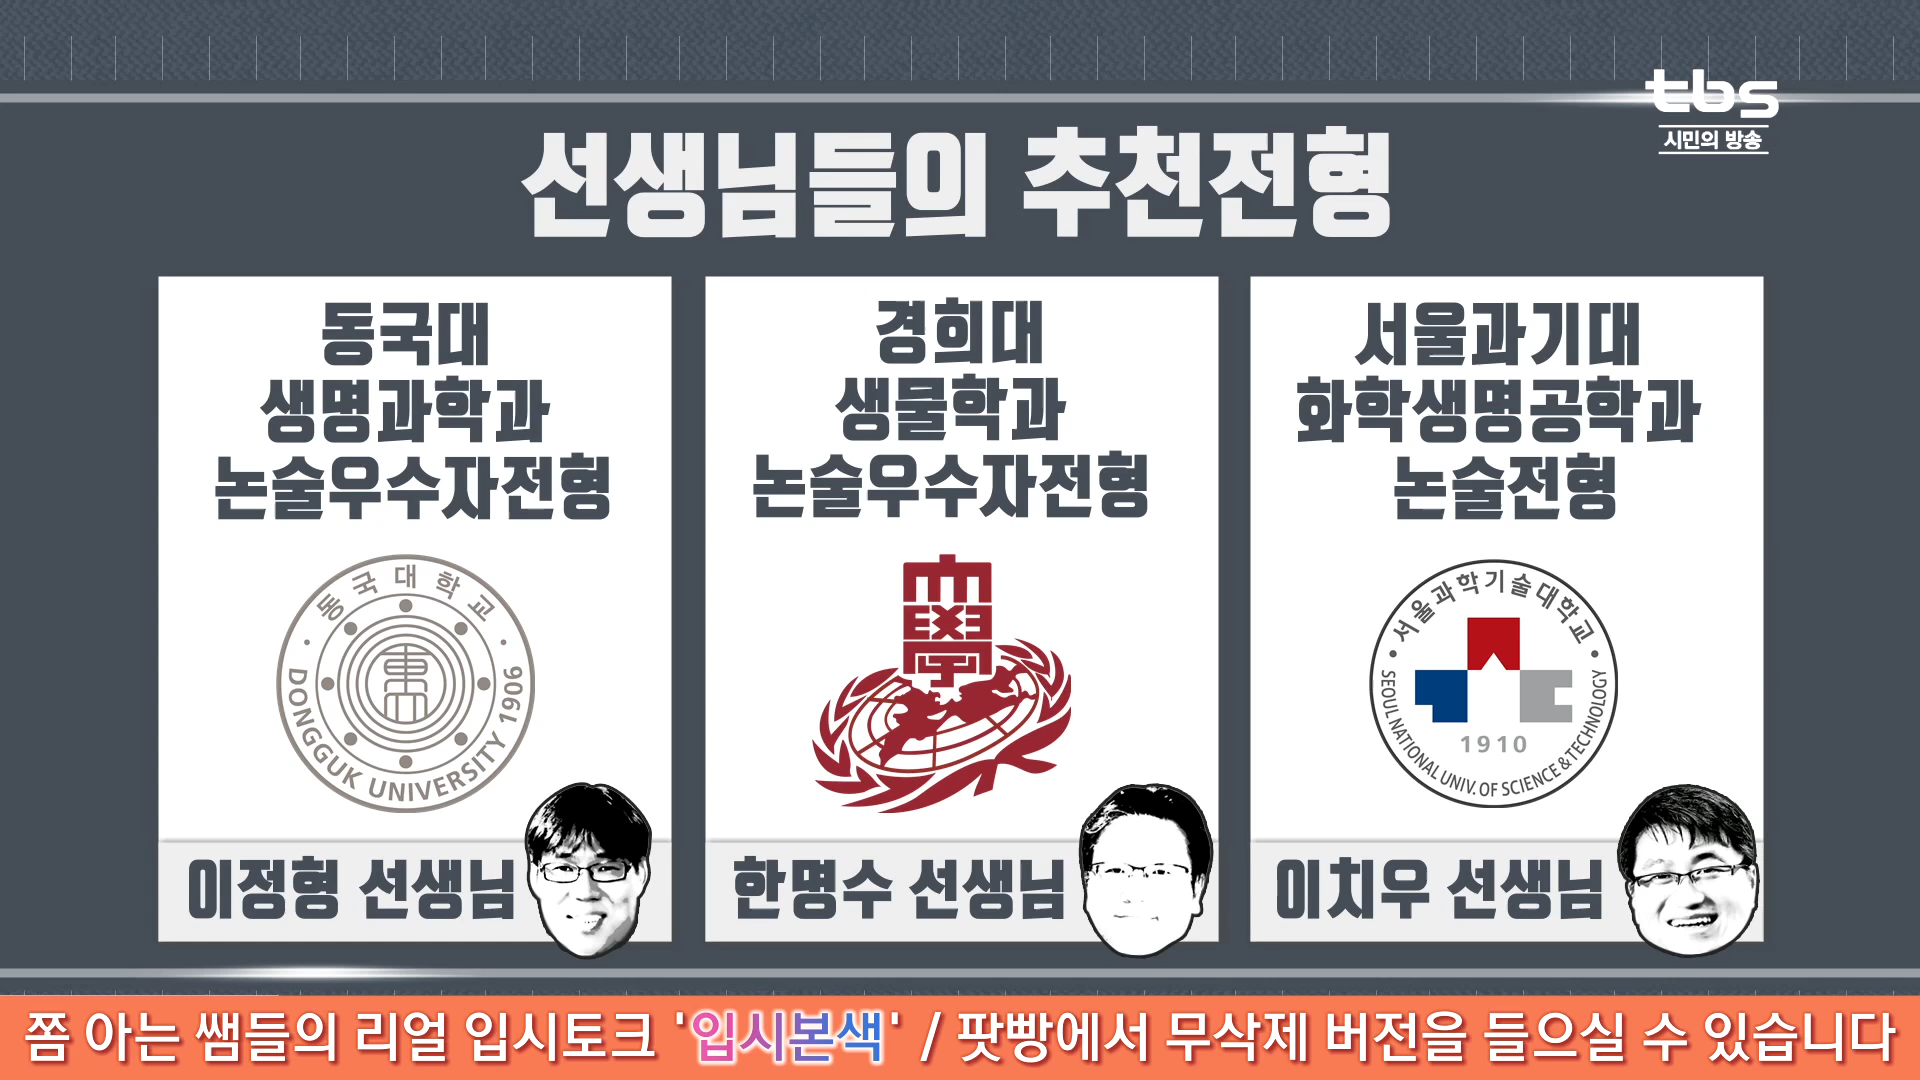 tbs
시민의 방송
선생님들의 추천전형
동국대
생명과학과
논술우수자전형
동국대학교
DONGGUK UNIVERSITY 1906
이정형 선생님
경희대
생물학과
논술우수자전형
大學
한명수 선생님
서울과기대
화학생명공학과
논술전형
서울과학기술대학교
1910
SEOUL NATIONAL UNIV. OF SCIENCE & TECHNOLOGY
이치우 선생님
쫌 아는 쌤들의 리얼 입시토크 '입시본색' / 팟빵에서 무삭제 버전을 들으실 수 있습니다